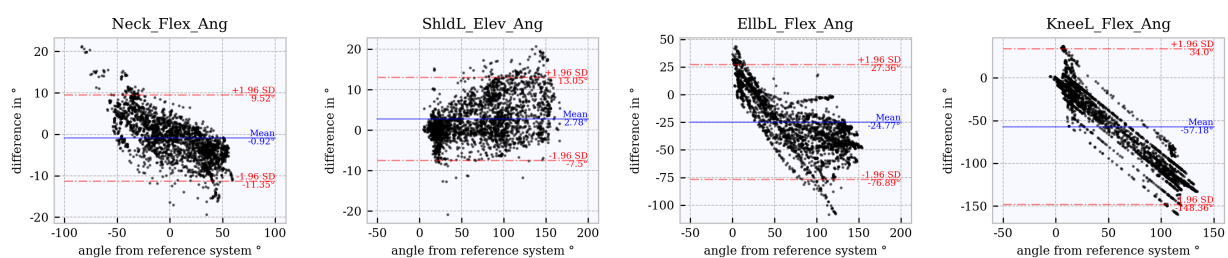 Neck_Flex_Ang
20
10
0
-10
-20
difference in °
+1.96 SD
9.52°
Mean
-0.92°
-1.96 SD
-11.35°
-100
-50
0
50
100
angle from reference system °
ShldL_Elev_Ang
20
10
0
-10
-20
difference in °
+1.96 SD
13.05°
Mean
2.78°
-1.96 SD
-7.5°
-50
0
50
100
150
200
angle from reference system °
EllbL_Flex_Ang
50
25
0
-25
-50
-75
-100
difference in °
+1.96 SD
27.36°
Mean
-24.77°
-1.96 SD
-76.89°
-50
0
50
100
150
200
angle from reference system °
KneeL_Flex_Ang
0
-50
-100
-150
difference in °
+1.96 SD
34.0°
Mean
-57.18°
-1.96 SD
-148.36°
-50
0
50
100
150
angle from reference system °